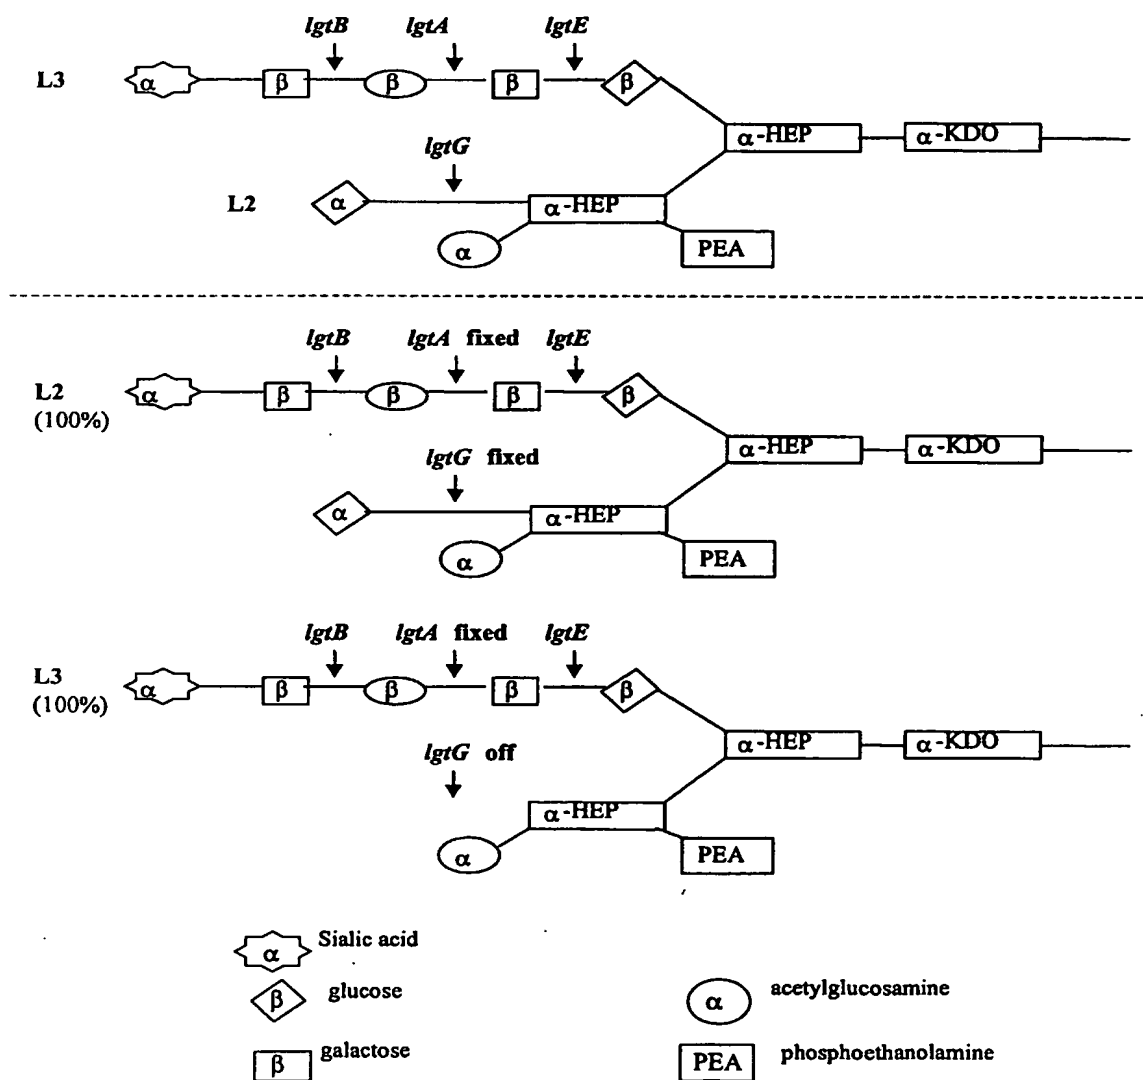 lgtB lgtA lgtE
L3 α β β β β
α-HEP α-KDO
lgtG
L2 α α-HEP
α PEA
lgtB lgtA fixed lgtE
L2 α β β β β
(100%)
α-HEP α-KDO
lgtG fixed
α α-HEP
α PEA
lgtB lgtA fixed lgtE
L3 α β β β β
(100%)
α-HEP α-KDO
lgtG off
α-HEP
α PEA
α Sialic acid
β glucose α acetylglucosamine
β galactose PEA phosphoethanolamine